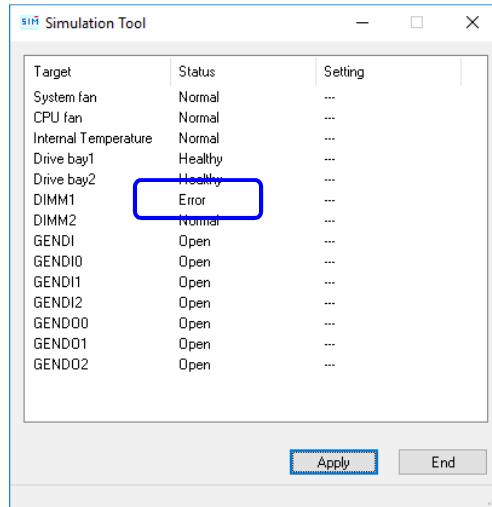 SIM Simulation Tool
Target Status Setting
System fan Normal ---
CPU fan Normal ---
Internal Temperature Normal ---
Drive bay1 Healthy ---
Drive bay2 Healthy ---
DIMM1 Error ---
DIMM2 Normal ---
GENDI Open ---
GENDI0 Open ---
GENDI1 Open ---
GENDI2 Open ---
GENDO0 Open ---
GENDO1 Open ---
GENDO2 Open ---
Apply End